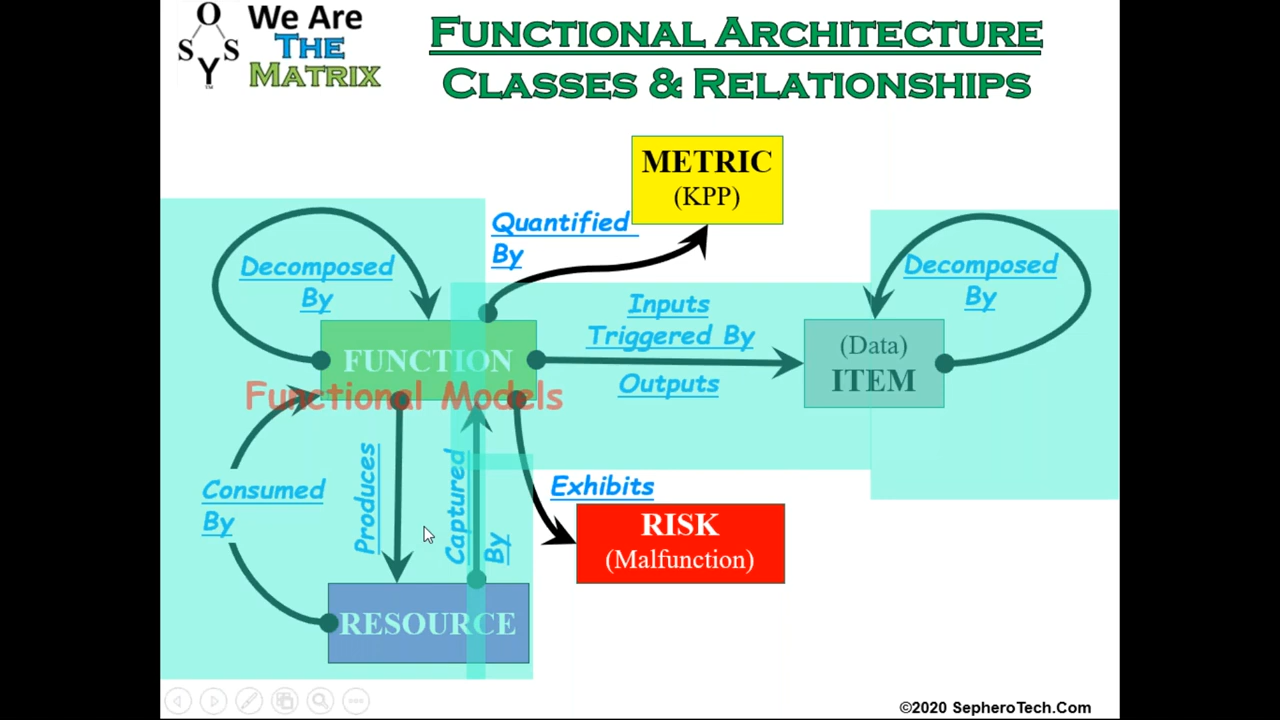 O
S S
Y
TM
We Are
THE
MATRIX
FUNCTIONAL ARCHITECTURE
CLASSES & RELATIONSHIPS
METRIC
(KPP)
Quantified
By
Decomposed
By
Decomposed
By
Inputs
Triggered By
Outputs
FUNCTION
(Data)
ITEM
Functional Models
Consumed
By
Produces
Captured
By
Exhibits
RISK
(Malfunction)
RESOURCE
©2020 SepheroTech.Com